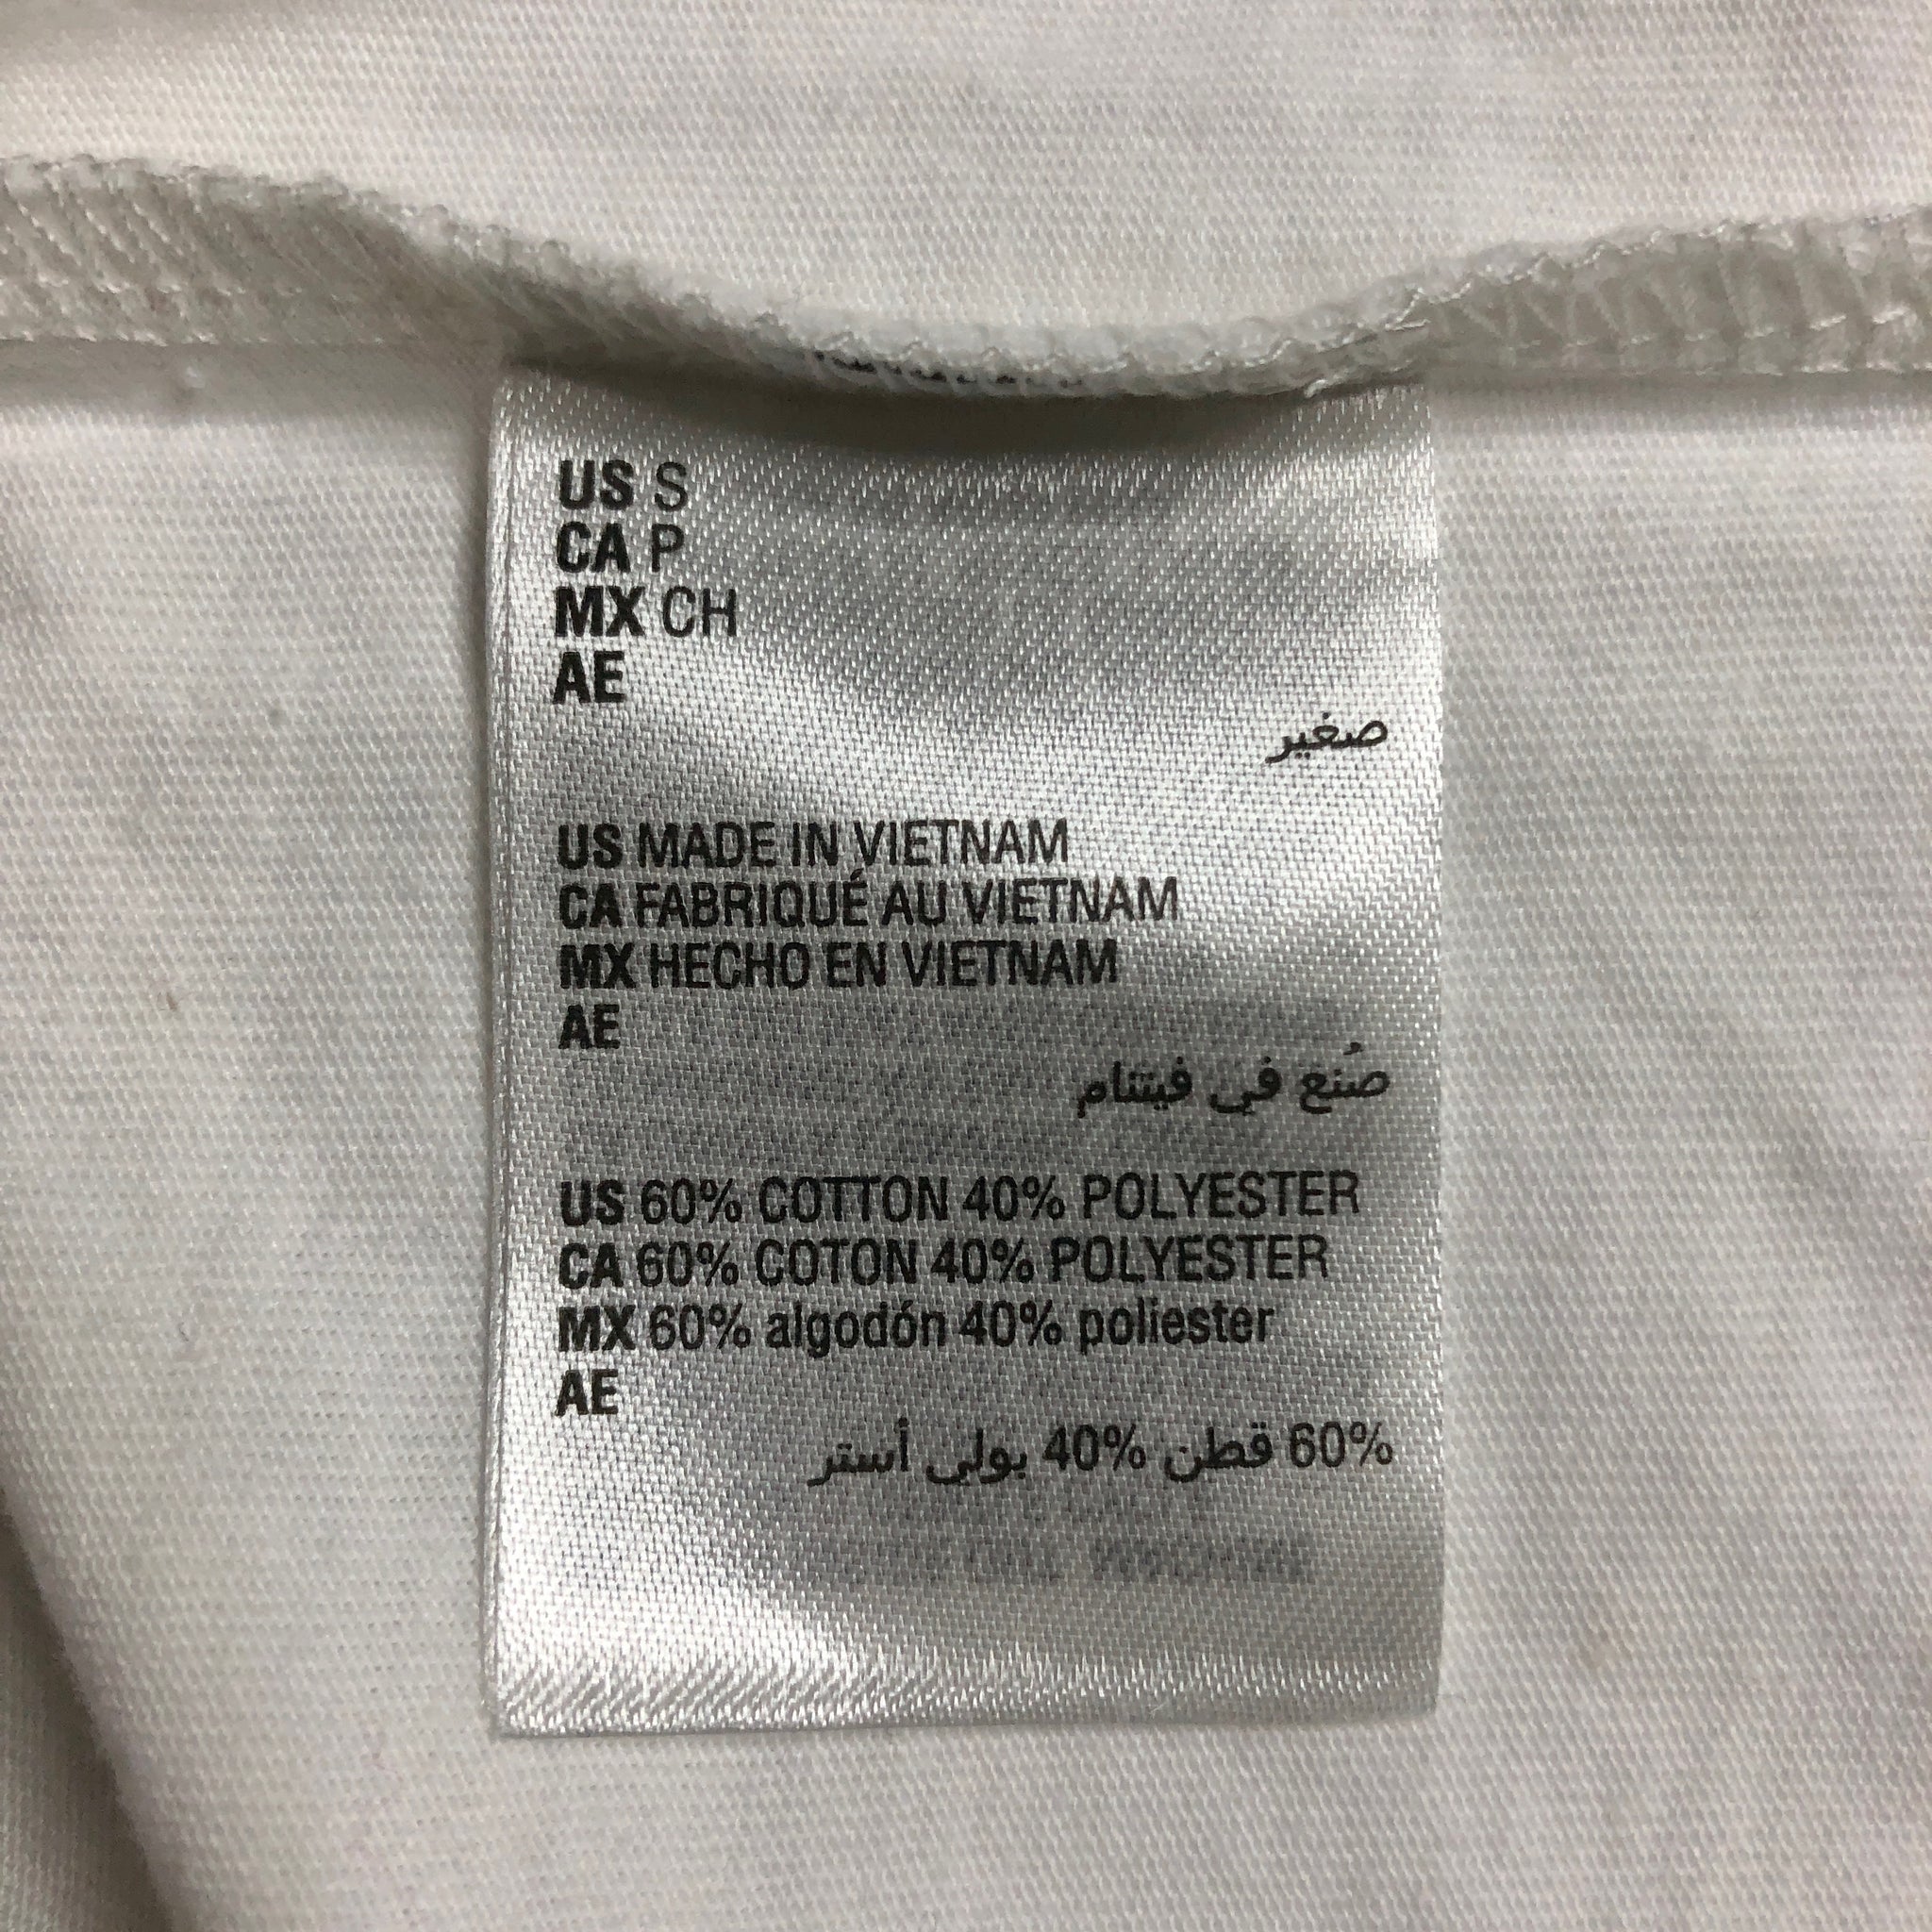 US S
CA P
MX CH
AE
صغير
US MADE IN VIETNAM
CA FABRIQUÉ AU VIETNAM
MX HECHO EN VIETNAM
AE
صُنع في فيتنام
US 60% COTTON 40% POLYESTER
CA 60% COTON 40% POLYESTER
MX 60% algodón 40% poliester
AE
60% قطن 40% بولي أستر